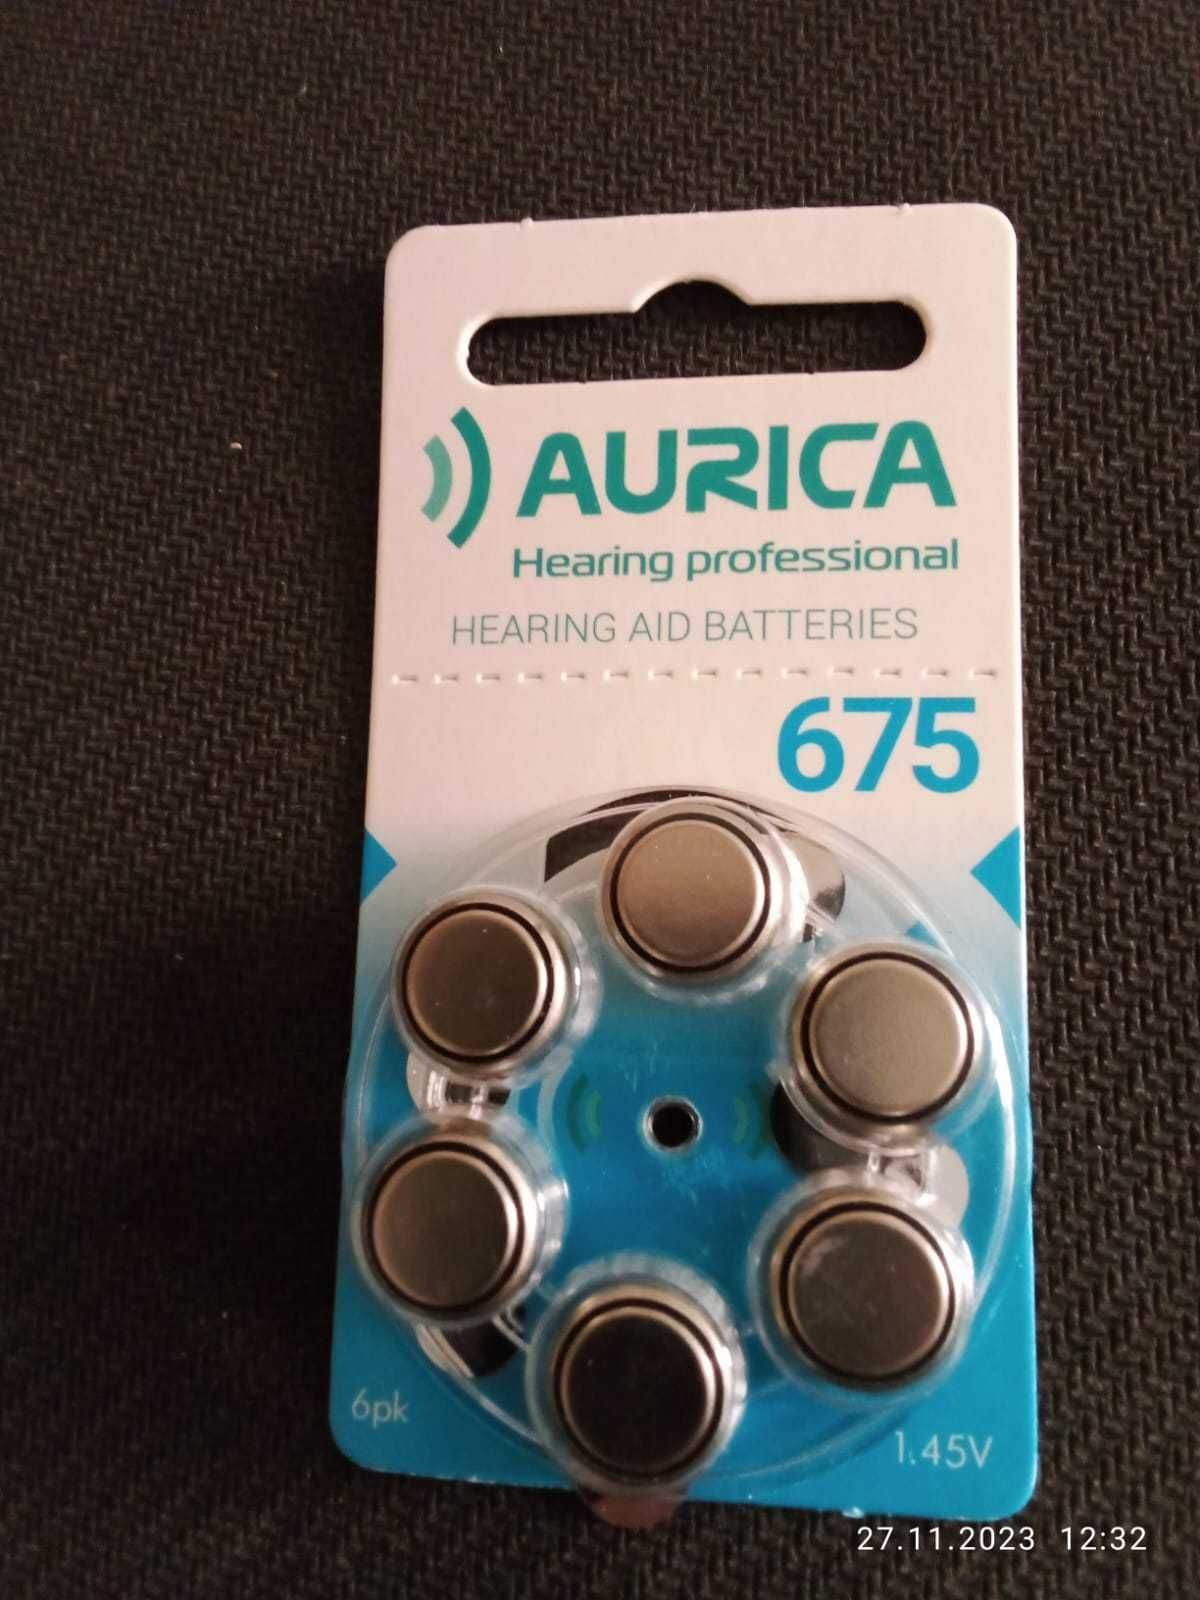 AURICA
Hearing professional
HEARING AID BATTERIES
675
6pk
1.45V
27.11.2023 12:32